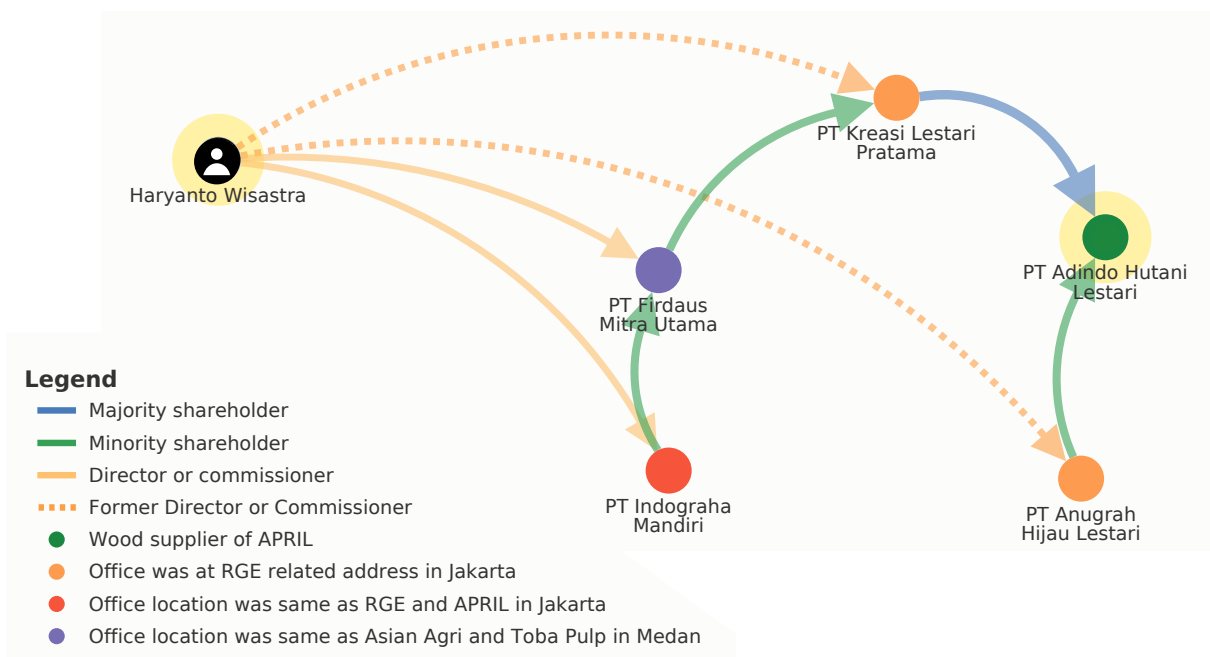 PT Kreasi Lestari
Pratama
Haryanto Wisastra
PT Adindo Hutani
Lestari
PT Firdaus
Mitra Utama
PT Indograha
Mandiri
PT Anugrah
Hijau Lestari
Legend
Majority shareholder
Minority shareholder
Director or commissioner
Former Director or Commissioner
Wood supplier of APRIL
Office was at RGE related address in Jakarta
Office location was same as RGE and APRIL in Jakarta
Office location was same as Asian Agri and Toba Pulp in Medan